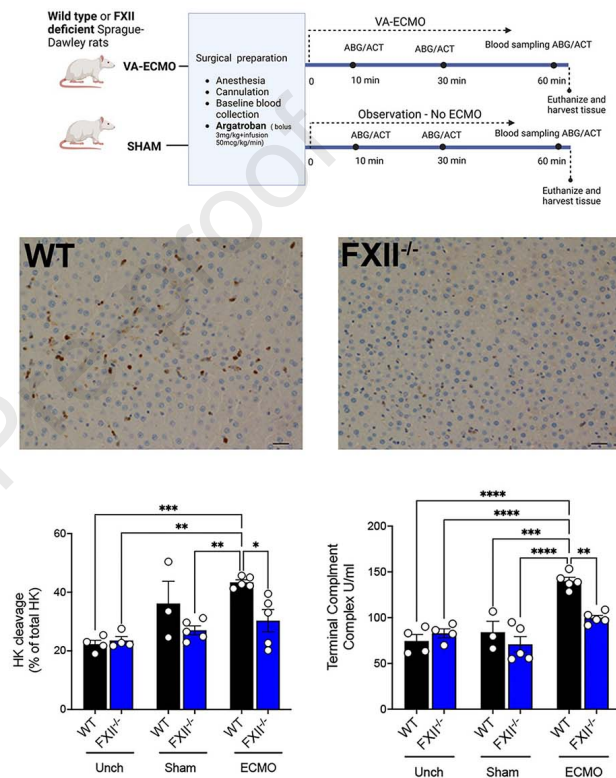 Wild type or FXII
deficient Sprague-
Dawley rats
VA-ECMO
SHAM
Surgical preparation
• Anesthesia
• Cannulation
• Baseline blood
collection
• Argatroban ( bolus
3mg/kg+infusion
50mcg/kg/min)
VA-ECMO
ABG/ACT
ABG/ACT
Blood sampling ABG/ACT
0
10 min
30 min
60 min
Euthanize and
harvest tissue
Observation - No ECMO
ABG/ACT
ABG/ACT
Blood sampling ABG/ACT
0
10 min
30 min
60 min
Euthanize and
harvest tissue
WT
FXII-/-
HK cleavage
(% of total HK)
60
40
20
0
***
**
**
*
WT
FXII-/-
WT
FXII-/-
WT
FXII-/-
Unch
Sham
ECMO
Terminal Compliment
Complex U/ml
200
150
100
50
0
****
****
***
****
**
WT
FXII-/-
WT
FXII-/-
WT
FXII-/-
Unch
Sham
ECMO